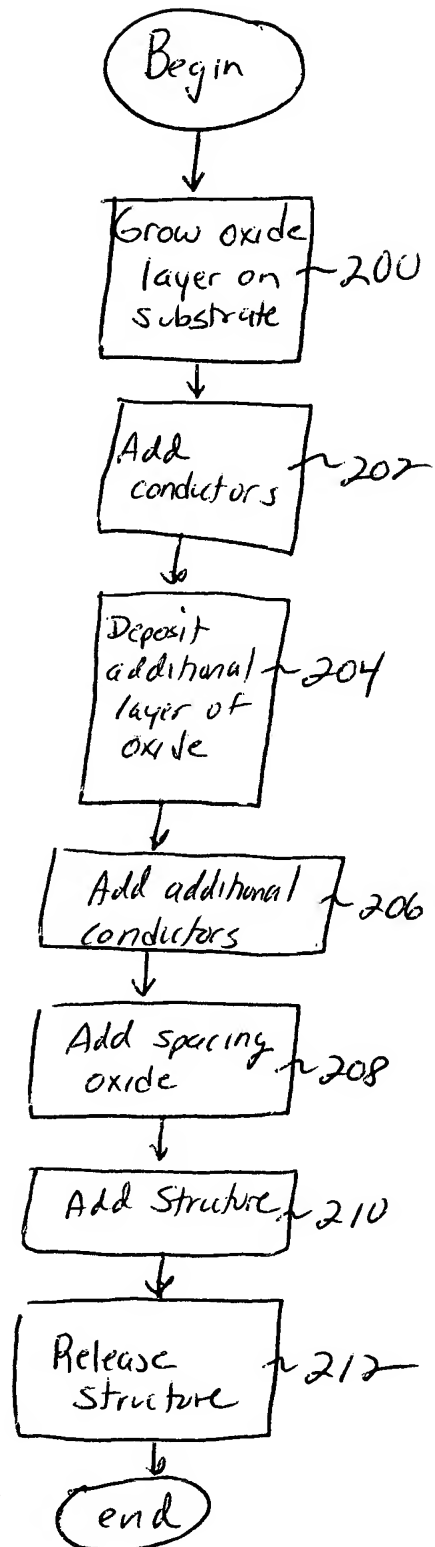 Begin
Grow oxide
layer on
substrate
200
Add
conductors
202
Deposit
additional
layer of
oxide
204
Add additional
conductors
206
Add spacing
oxide
208
Add Structure
210
Release
Structure
212
end